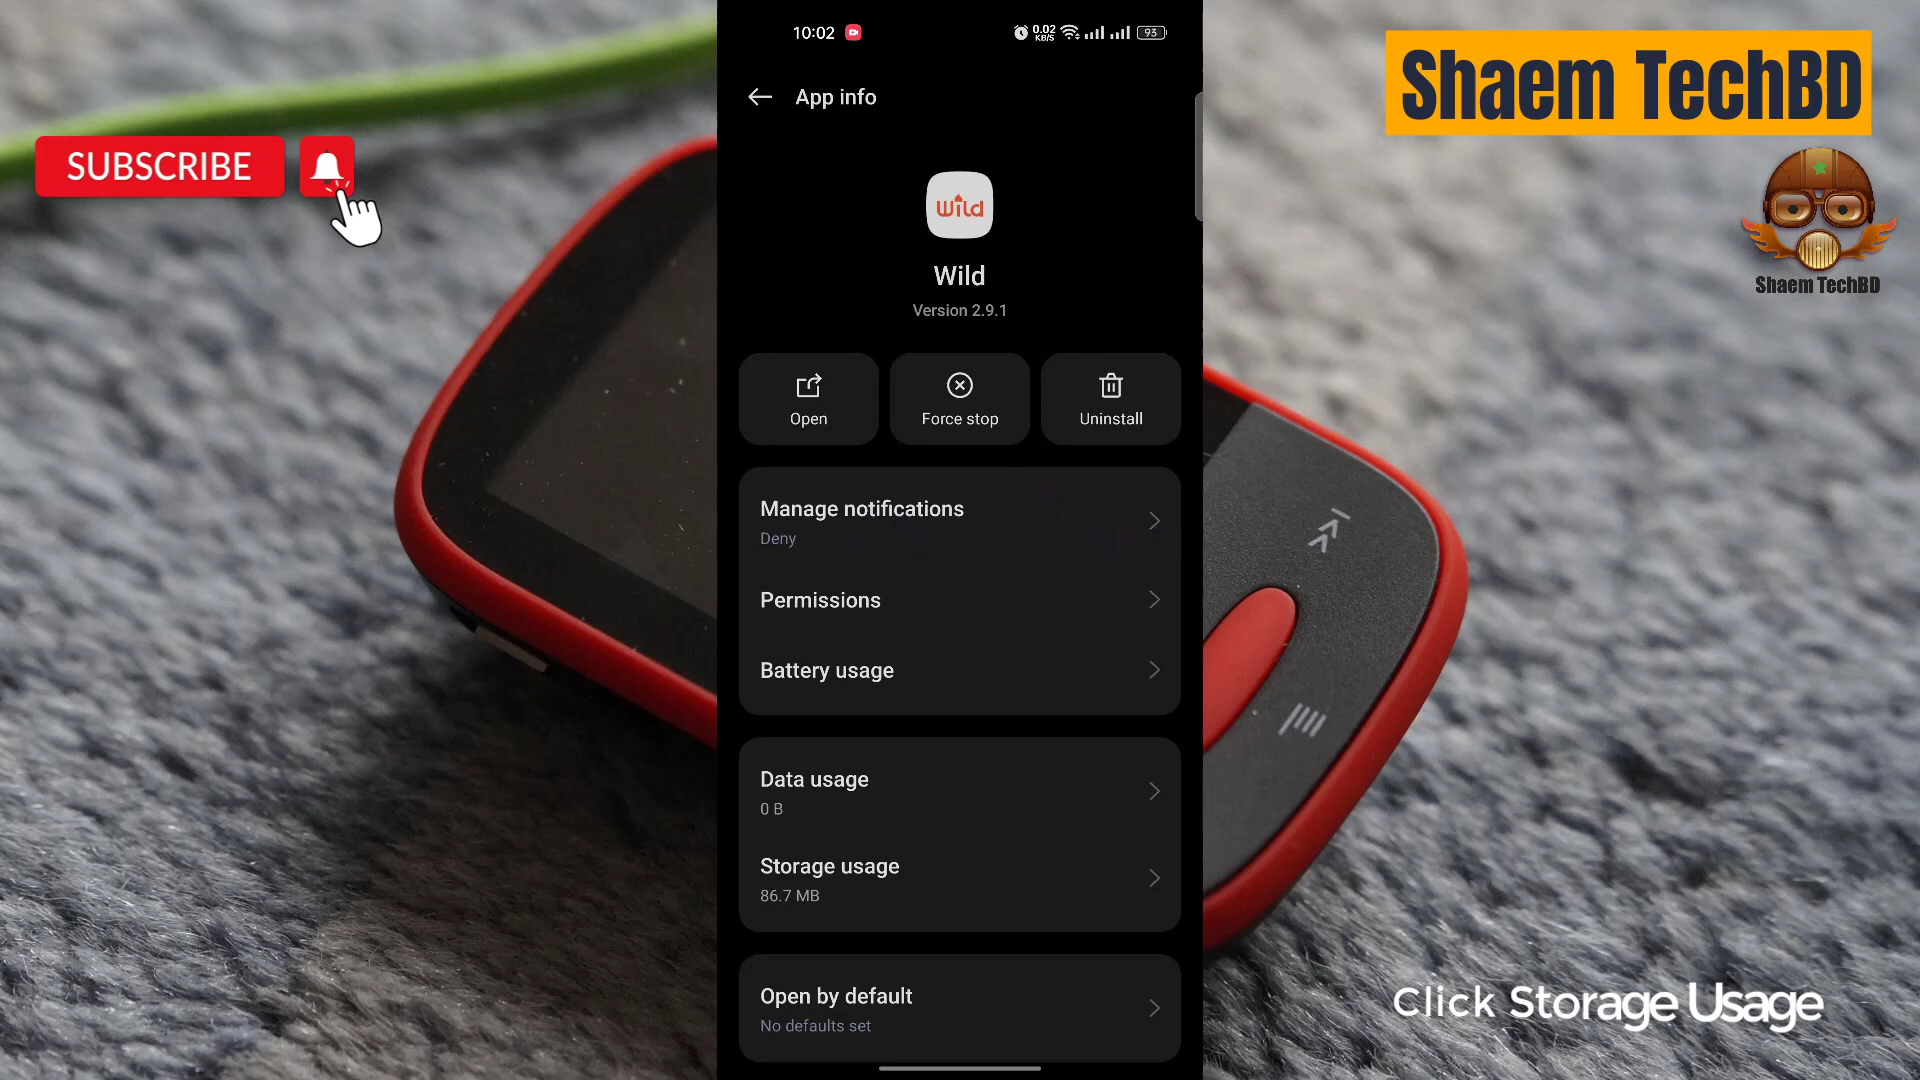 SUBSCRIBE
10:02
0.02
KB/S
93
App info
Wild
Wild
Version 2.9.1
Open
Force stop
Uninstall
Manage notifications
Deny
Permissions
Battery usage
Data usage
0 B
Storage usage
86.7 MB
Open by default
No defaults set
Shaem TechBD
Shaem TechBD
Click Storage Usage